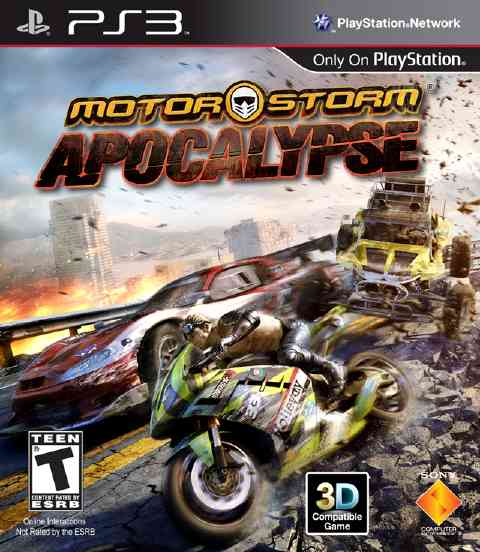 PS3
PlayStation®Network
Only On PlayStation®
MOTORSTORM®
APOCALYPSE
TEEN
T
CONTENT RATED BY
ESRB
Online Interactions
Not Rated by the ESRB
3D
Compatible
Game
SONY
COMPUTER